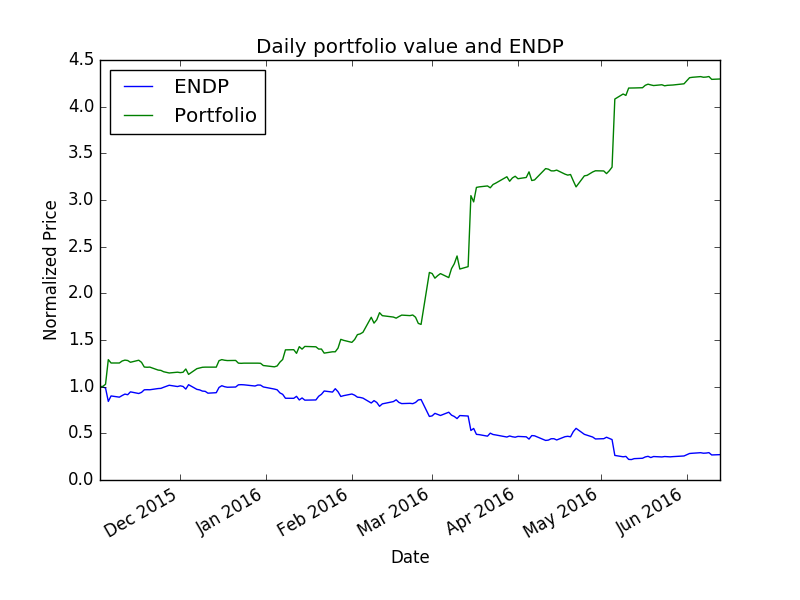 Daily portfolio value and ENDP
ENDP
Portfolio
4.5
4.0
3.5
3.0
2.5
2.0
1.5
1.0
0.5
0.0
Normalized Price
Dec 2015
Jan 2016
Feb 2016
Mar 2016
Apr 2016
May 2016
Jun 2016
Date